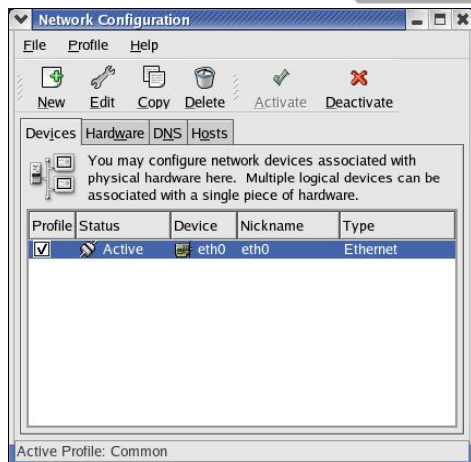 Network Configuration
File Profile Help
New Edit Copy Delete Activate Deactivate
Devices Hardware DNS Hosts
You may configure network devices associated with
physical hardware here. Multiple logical devices can be
associated with a single piece of hardware.
Profile Status Device Nickname Type
Active eth0 eth0 Ethernet
Active Profile: Common